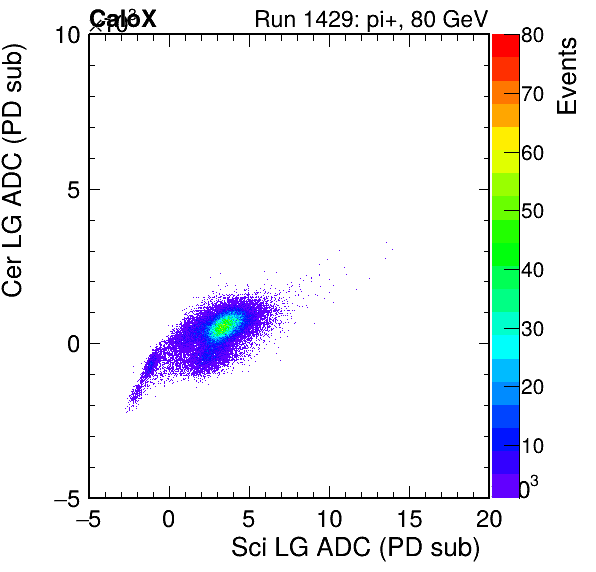 CaloX
×10³
Run 1429: pi+, 80 GeV
Cer LG ADC (PD sub)
10
5
0
−5
−5 0 5 10 15 20
Sci LG ADC (PD sub)
Events
80
70
60
50
40
30
20
10
0